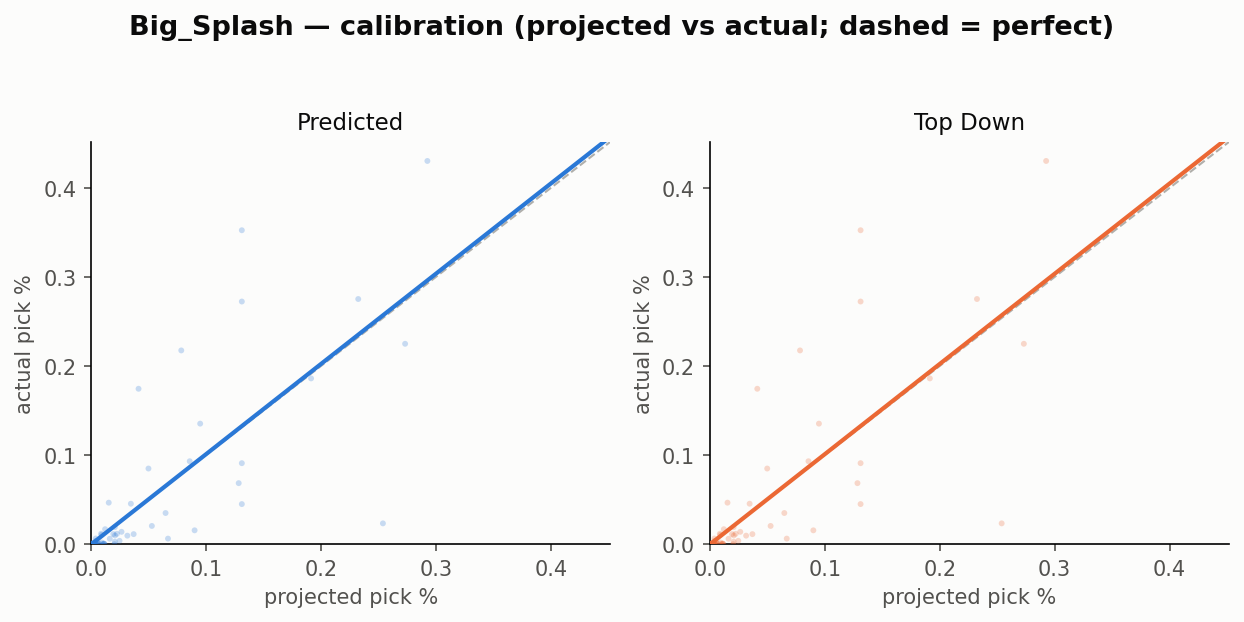 Big_Splash — calibration (projected vs actual; dashed = perfect)
Predicted
actual pick %
0.4
0.3
0.2
0.1
0.0
0.0 0.1 0.2 0.3 0.4
projected pick %
Top Down
actual pick %
0.4
0.3
0.2
0.1
0.0
0.0 0.1 0.2 0.3 0.4
projected pick %